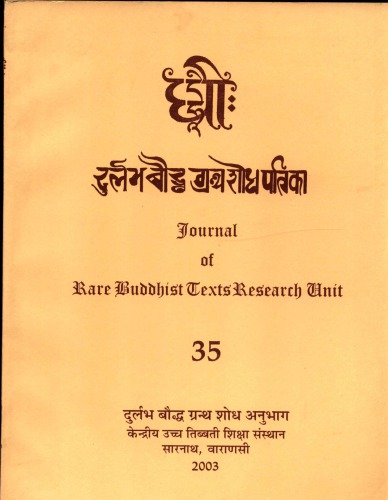 धीः
दुर्लभ बौद्ध ग्रन्थ शोध पत्रिका
Journal
of
Rare Buddhist Texts Research Unit
35
दुर्लभ बौद्ध ग्रन्थ शोध अनुभाग
केन्द्रीय उच्च तिब्बती शिक्षा संस्थान
सारनाथ, वाराणसी
2003